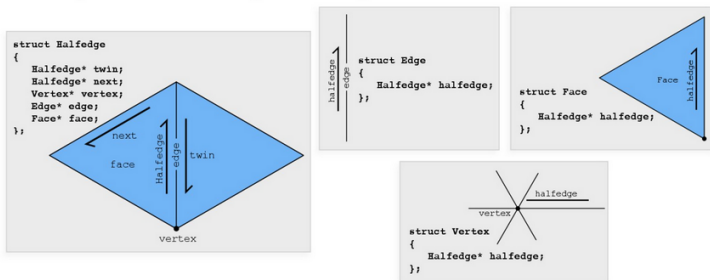 struct Halfedge
{
Halfedge* twin;
Halfedge* next;
Vertex* vertex;
Edge* edge;
Face* face;
};
next
face
Halfedge
edge
twin
vertex
halfedge
edge
struct Edge
{
Halfedge* halfedge;
};
Face
halfedge
struct Face
{
Halfedge* halfedge;
};
halfedge
vertex
struct Vertex
{
Halfedge* halfedge;
};